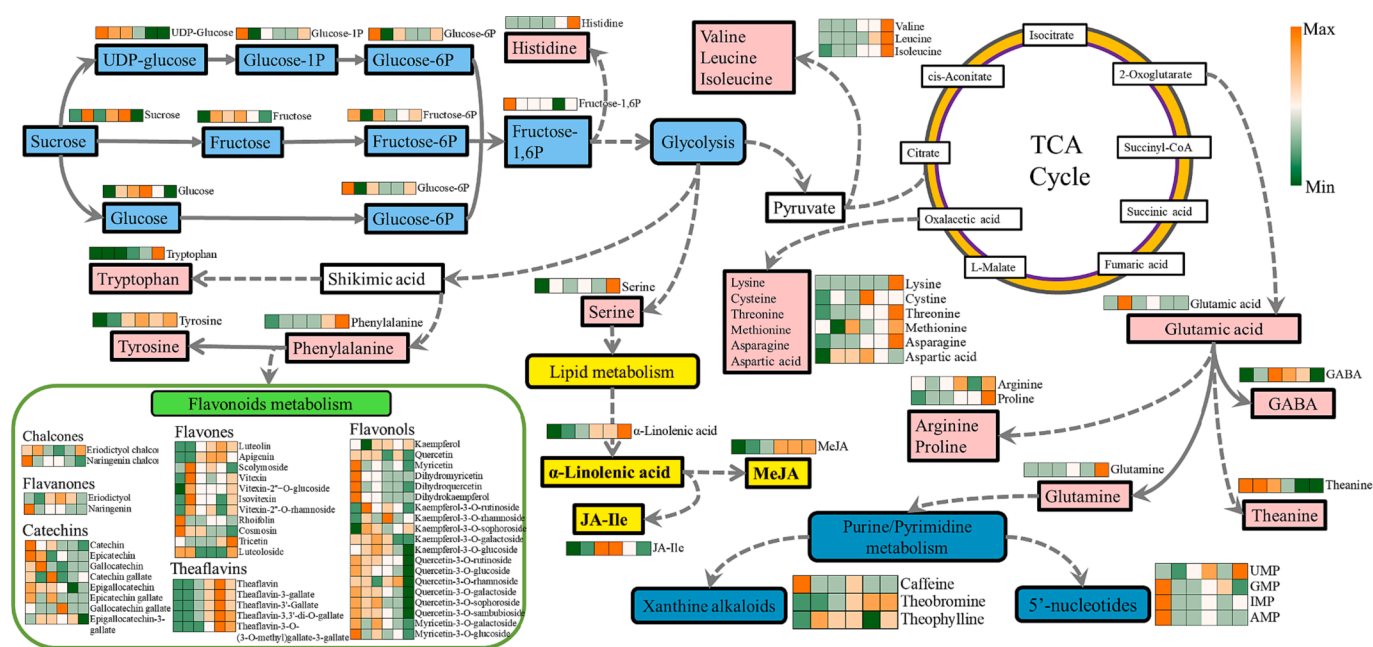 UDP-Glucose
UDP-glucose
Glucose-1P
Glucose-1P
Glucose-6P
Glucose-6P
Histidine
Histidine
Valine
Leucine
Isoleucine
Valine
Leucine
Isoleucine
Isocitrate
cis-Aconitate
2-Oxoglutarate
Max
Min
Sucrose
Sucrose
Fructose
Fructose
Fructose-6P
Fructose-6P
Fructose-1,6P
Fructose-
1,6P
Glycolysis
Citrate
TCA
Cycle
Succinyl-CoA
Glucose
Glucose
Glucose-6P
Glucose-6P
Pyruvate
Oxalacetic acid
Succinic acid
L-Malate
Fumaric acid
Tryptophan
Tryptophan
Shikimic acid
Serine
Serine
Lysine
Cysteine
Threonine
Methionine
Asparagine
Aspartic acid
Lysine
Cystine
Threonine
Methionine
Asparagine
Aspartic acid
Glutamic acid
Glutamic acid
Tyrosine
Tyrosine
Phenylalanine
Phenylalanine
Lipid metabolism
Arginine
Proline
Arginine
Proline
GABA
GABA
Flavonoids metabolism
Chalcones
Eriodictyol chalcone
Naringenin chalcone
Flavanones
Eriodictyol
Naringenin
Catechins
Catechin
Epicatechin
Gallocatechin
Catechin gallate
Epigallocatechin
Epicatechin gallate
Gallocatechin gallate
Epigallocatechin-3-
gallate
Flavones
Luteolin
Apigenin
Scolymoside
Vitexin
Vitexin-2''-O-glucoside
Isovitexin
Vitexin-2''-O-rhamnoside
Rhoifolin
Cosmosin
Tricetin
Luteoloside
Theaflavins
Theaflavin
Theaflavin-3-gallate
Theaflavin-3'-Gallate
Theaflavin-3,3'-di-O-gallate
Theaflavin-3-O-
(3-O-methyl)gallate-3-gallate
Flavonols
Kaempferol
Quercetin
Myricetin
Dihydromyricetin
Dihydroquercetin
Dihydrokaempferol
Kaempferol-3-O-rutinoside
Kaempferol-3-O-rhamnoside
Kaempferol-3-O-sophoroside
Kaempferol-3-O-galactoside
Kaempferol-3-O-glucoside
Quercetin-3-O-rutinoside
Quercetin-3-O-glucoside
Quercetin-3-O-rhamnoside
Quercetin-3-O-galactoside
Quercetin-3-O-sophoroside
Quercetin-3-O-sambubioside
Myricetin-3-O-galactoside
Myricetin-3-O-glucoside
α-Linolenic acid
α-Linolenic acid
MeJA
MeJA
JA-Ile
JA-Ile
Glutamine
Glutamine
Theanine
Theanine
Purine/Pyrimidine
metabolism
Xanthine alkaloids
Caffeine
Theobromine
Theophylline
5'-nucleotides
UMP
GMP
IMP
AMP